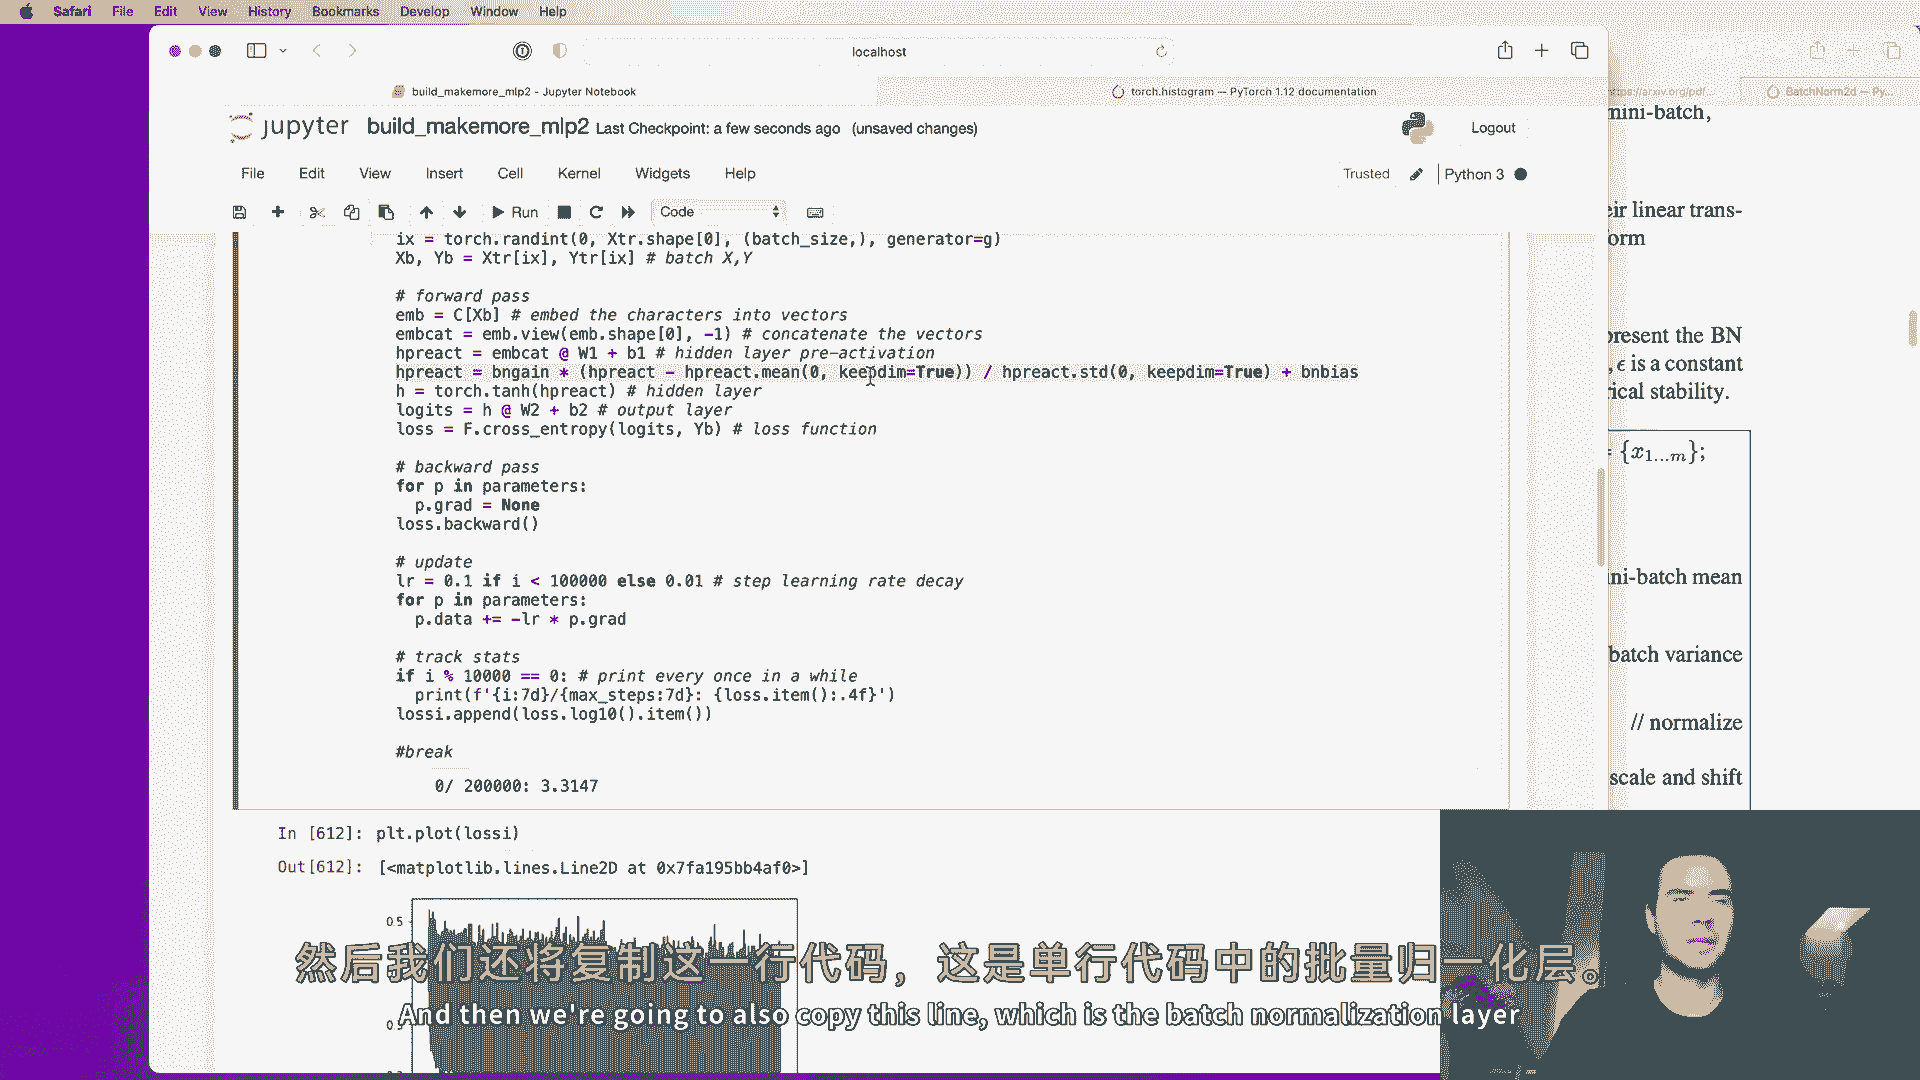 Safari File Edit View History Bookmarks Develop Window Help
localhost
build_makemore_mlp2 - Jupyter Notebook
torch.histogram — PyTorch 1.12 documentation
https://arxiv.org/pdf...
BatchNorm2d — Py...
jupyter build_makemore_mlp2 Last Checkpoint: a few seconds ago (unsaved changes)
Logout
File Edit View Insert Cell Kernel Widgets Help
Trusted
Python 3
Run
Code
ix = torch.randint(0, Xtr.shape[0], (batch_size,), generator=g)
Xb, Yb = Xtr[ix], Ytr[ix] # batch X,Y
# forward pass
emb = C[Xb] # embed the characters into vectors
embcat = emb.view(emb.shape[0], -1) # concatenate the vectors
hpreact = embcat @ W1 + b1 # hidden layer pre-activation
hpreact = bngain * (hpreact - hpreact.mean(0, keepdim=True)) / hpreact.std(0, keepdim=True) + bnbias
h = torch.tanh(hpreact) # hidden layer
logits = h @ W2 + b2 # output layer
loss = F.cross_entropy(logits, Yb) # loss function
# backward pass
for p in parameters:
p.grad = None
loss.backward()
# update
lr = 0.1 if i < 100000 else 0.01 # step learning rate decay
for p in parameters:
p.data += -lr * p.grad
# track stats
if i % 10000 == 0: # print every once in a while
print(f'{i:7d}/{max_steps:7d}: {loss.item():.4f}')
lossi.append(loss.log10().item())
#break
0/ 200000: 3.3147
In [612]: plt.plot(lossi)
Out[612]: [<matplotlib.lines.Line2D at 0x7fa195bb4af0>]
0.5
mini-batch,
eir linear trans-
orm
present the BN
, ϵ is a constant
rical stability.
= {x1...m};
ni-batch mean
batch variance
// normalize
scale and shift
然后我们还将复制这一行代码，这是单行代码中的批量归一化层。
And then we're going to also copy this line, which is the batch normalization layer